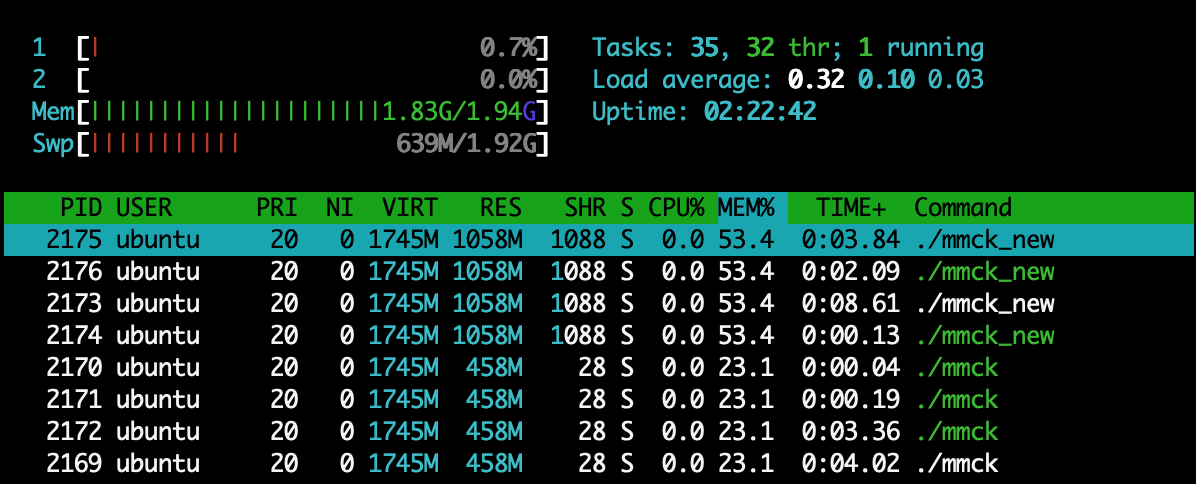 1 [| 0.7%] Tasks: 35, 32 thr; 1 running
2 [ 0.0%] Load average: 0.32 0.10 0.03
Mem[||||||||||||||||||||1.83G/1.94G] Uptime: 02:22:42
Swp[||||||||||| 639M/1.92G]
PID USER PRI NI VIRT RES SHR S CPU% MEM% TIME+ Command
2175 ubuntu 20 0 1745M 1058M 1088 S 0.0 53.4 0:03.84 ./mmck_new
2176 ubuntu 20 0 1745M 1058M 1088 S 0.0 53.4 0:02.09 ./mmck_new
2173 ubuntu 20 0 1745M 1058M 1088 S 0.0 53.4 0:08.61 ./mmck_new
2174 ubuntu 20 0 1745M 1058M 1088 S 0.0 53.4 0:00.13 ./mmck_new
2170 ubuntu 20 0 1745M 458M 28 S 0.0 23.1 0:00.04 ./mmck
2171 ubuntu 20 0 1745M 458M 28 S 0.0 23.1 0:00.19 ./mmck
2172 ubuntu 20 0 1745M 458M 28 S 0.0 23.1 0:03.36 ./mmck
2169 ubuntu 20 0 1745M 458M 28 S 0.0 23.1 0:04.02 ./mmck